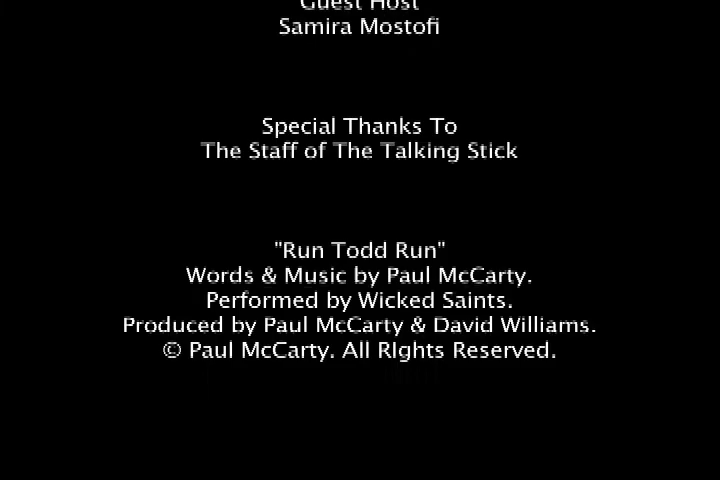 Guest Host
Samira Mostofi
Special Thanks To
The Staff of The Talking Stick
"Run Todd Run"
Words & Music by Paul McCarty.
Performed by Wicked Saints.
Produced by Paul McCarty & David Williams.
© Paul McCarty. All RIghts Reserved.